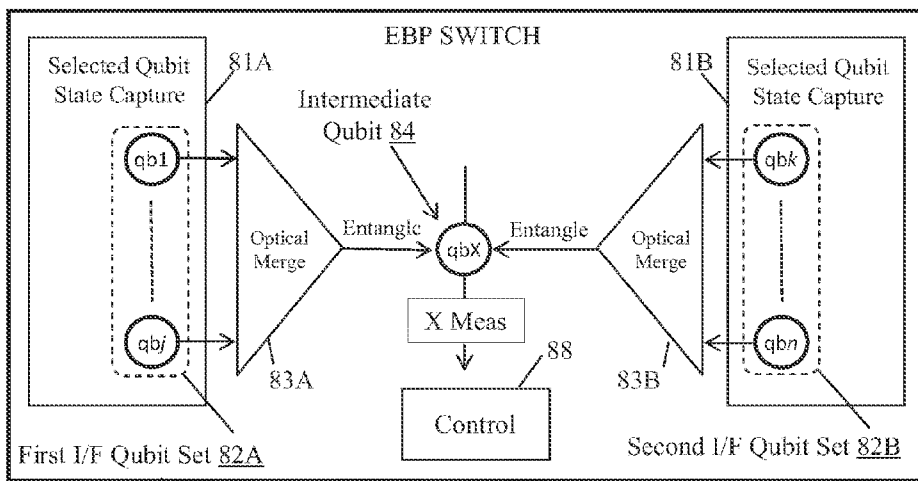 EBP SWITCH
Selected Qubit
State Capture
81A
qb1
qbj
Optical
Merge
83A
Entangle
Intermediate
Qubit 84
qbX
X Meas
88
Control
Entangle
81B
Selected Qubit
State Capture
qbk
qbn
Optical
Merge
83B
First I/F Qubit Set 82A
Second I/F Qubit Set 82B